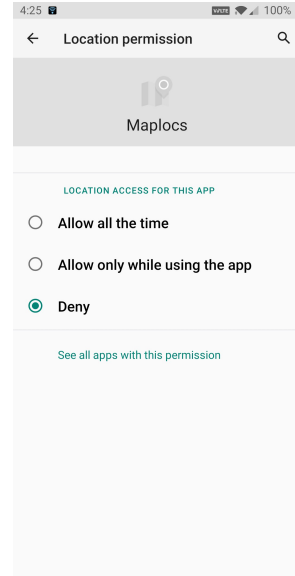 4:25 VoLTE 100%
Location permission
Maplocs
LOCATION ACCESS FOR THIS APP
Allow all the time
Allow only while using the app
Deny
See all apps with this permission